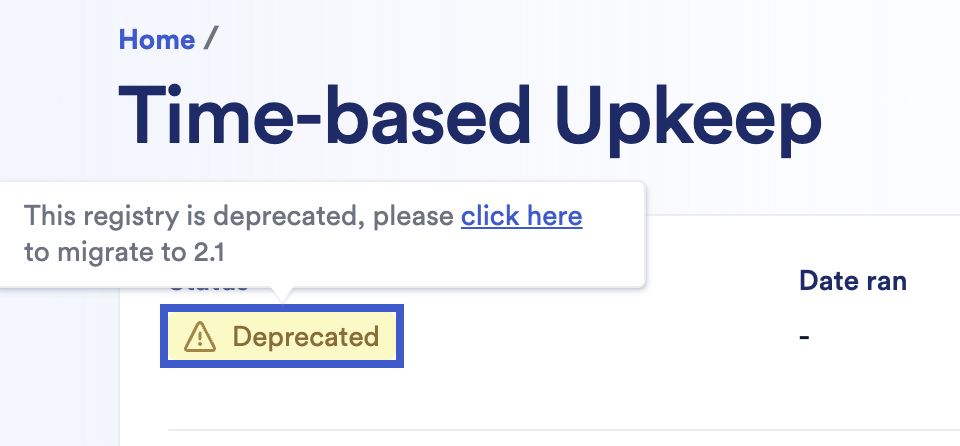 Home /
Time-based Upkeep
This registry is deprecated, please click here
to migrate to 2.1
Status
Date ran
Deprecated
-